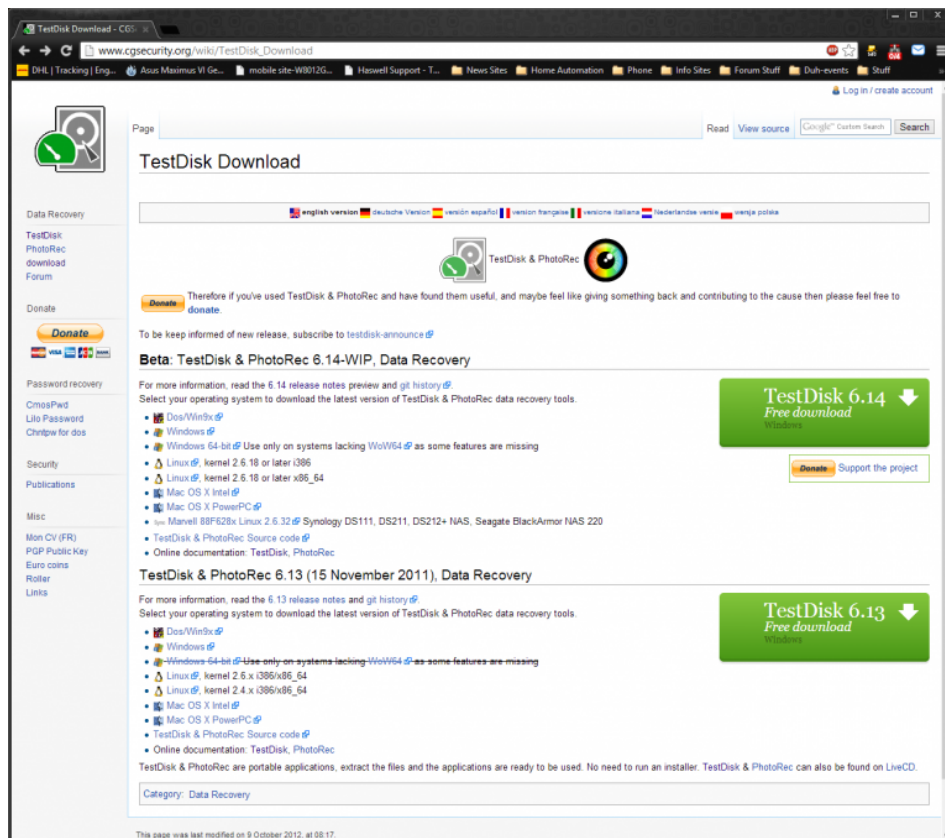 TestDisk Download - CGS
www.cgsecurity.org/wiki/TestDisk_Download
DHL | Tracking | Eng... Asus Maximus VI Ge... mobile site-W8012G... Haswell Support - T... News Sites Home Automation Phone Info Sites Forum Stuff Duh-events Stuff
Log in / create account
Page Read View source Google™ Custom Search Search
TestDisk Download
english version deutsche Version versión español version française versione italiana Nederlandse versie wersja polska
TestDisk & PhotoRec
Donate Therefore if you've used TestDisk & PhotoRec and have found them useful, and maybe feel like giving something back and contributing to the cause then please feel free to
donate.
To be keep informed of new release, subscribe to testdisk-announce
Beta: TestDisk & PhotoRec 6.14-WIP, Data Recovery
For more information, read the 6.14 release notes preview and git history.
Select your operating system to download the latest version of TestDisk & PhotoRec data recovery tools.
Dos/Win9x
Windows
Windows 64-bit Use only on systems lacking WoW64 as some features are missing
Linux, kernel 2.6.18 or later i386
Linux, kernel 2.6.18 or later x86_64
Mac OS X Intel
Mac OS X PowerPC
Marvell 88F628x Linux 2.6.32 Synology DS111, DS211, DS212+ NAS, Seagate BlackArmor NAS 220
TestDisk & PhotoRec Source code
Online documentation: TestDisk, PhotoRec
TestDisk 6.14
Free download
Windows
Donate Support the project
TestDisk & PhotoRec 6.13 (15 November 2011), Data Recovery
For more information, read the 6.13 release notes and git history.
Select your operating system to download the latest version of TestDisk & PhotoRec data recovery tools.
Dos/Win9x
Windows
Windows 64-bit Use only on systems lacking WoW64 as some features are missing
Linux, kernel 2.6.x i386/x86_64
Linux, kernel 2.4.x i386/x86_64
Mac OS X Intel
Mac OS X PowerPC
TestDisk & PhotoRec Source code
Online documentation: TestDisk, PhotoRec
TestDisk 6.13
Free download
Windows
TestDisk & PhotoRec are portable applications, extract the files and the applications are ready to be used. No need to run an installer. TestDisk & PhotoRec can also be found on LiveCD.
Category: Data Recovery
This page was last modified on 9 October 2012, at 08:17.
Data Recovery
TestDisk
PhotoRec
download
Forum
Donate
Donate
VISA
Password recovery
CmosPwd
Lilo Password
Chntpw for dos
Security
Publications
Misc
Mon CV (FR)
PGP Public Key
Euro coins
Roller
Links